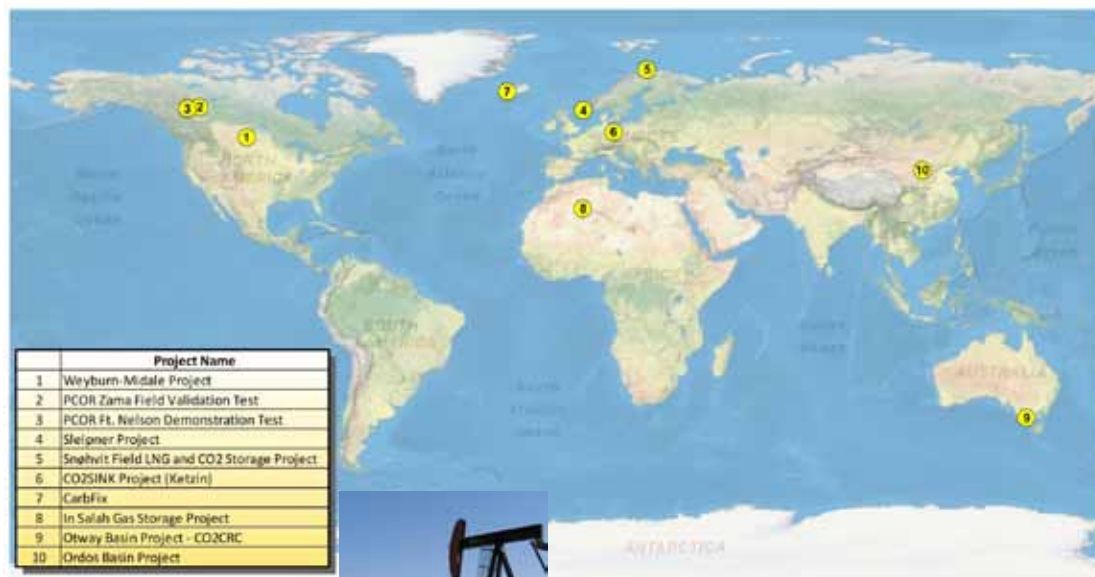 5
7
3 2
4
6
1
NORTH
AMERICA
10
8
AFRICA
SOUTH
AMERICA
AUSTRALIA
9
ANTARCTICA
Project Name
1 Weyburn-Midale Project
2 PCOR Zama Field Validation Test
3 PCOR Ft. Nelson Demonstration Test
4 Sleipner Project
5 Snøhvit Field LNG and CO2 Storage Project
6 CO2SINK Project (Ketzin)
7 CarbFix
8 In Salah Gas Storage Project
9 Otway Basin Project - CO2CRC
10 Ordos Basin Project